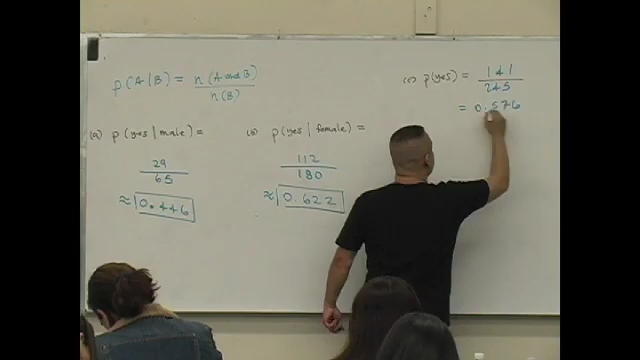 P(A|B) = n(A and B) / n(B)
(a) P(yes|male) =
29 / 65
≈ 0.446
(b) P(yes|female) =
112 / 180
≈ 0.622
(c) P(yes) = 141 / 245
= 0.576